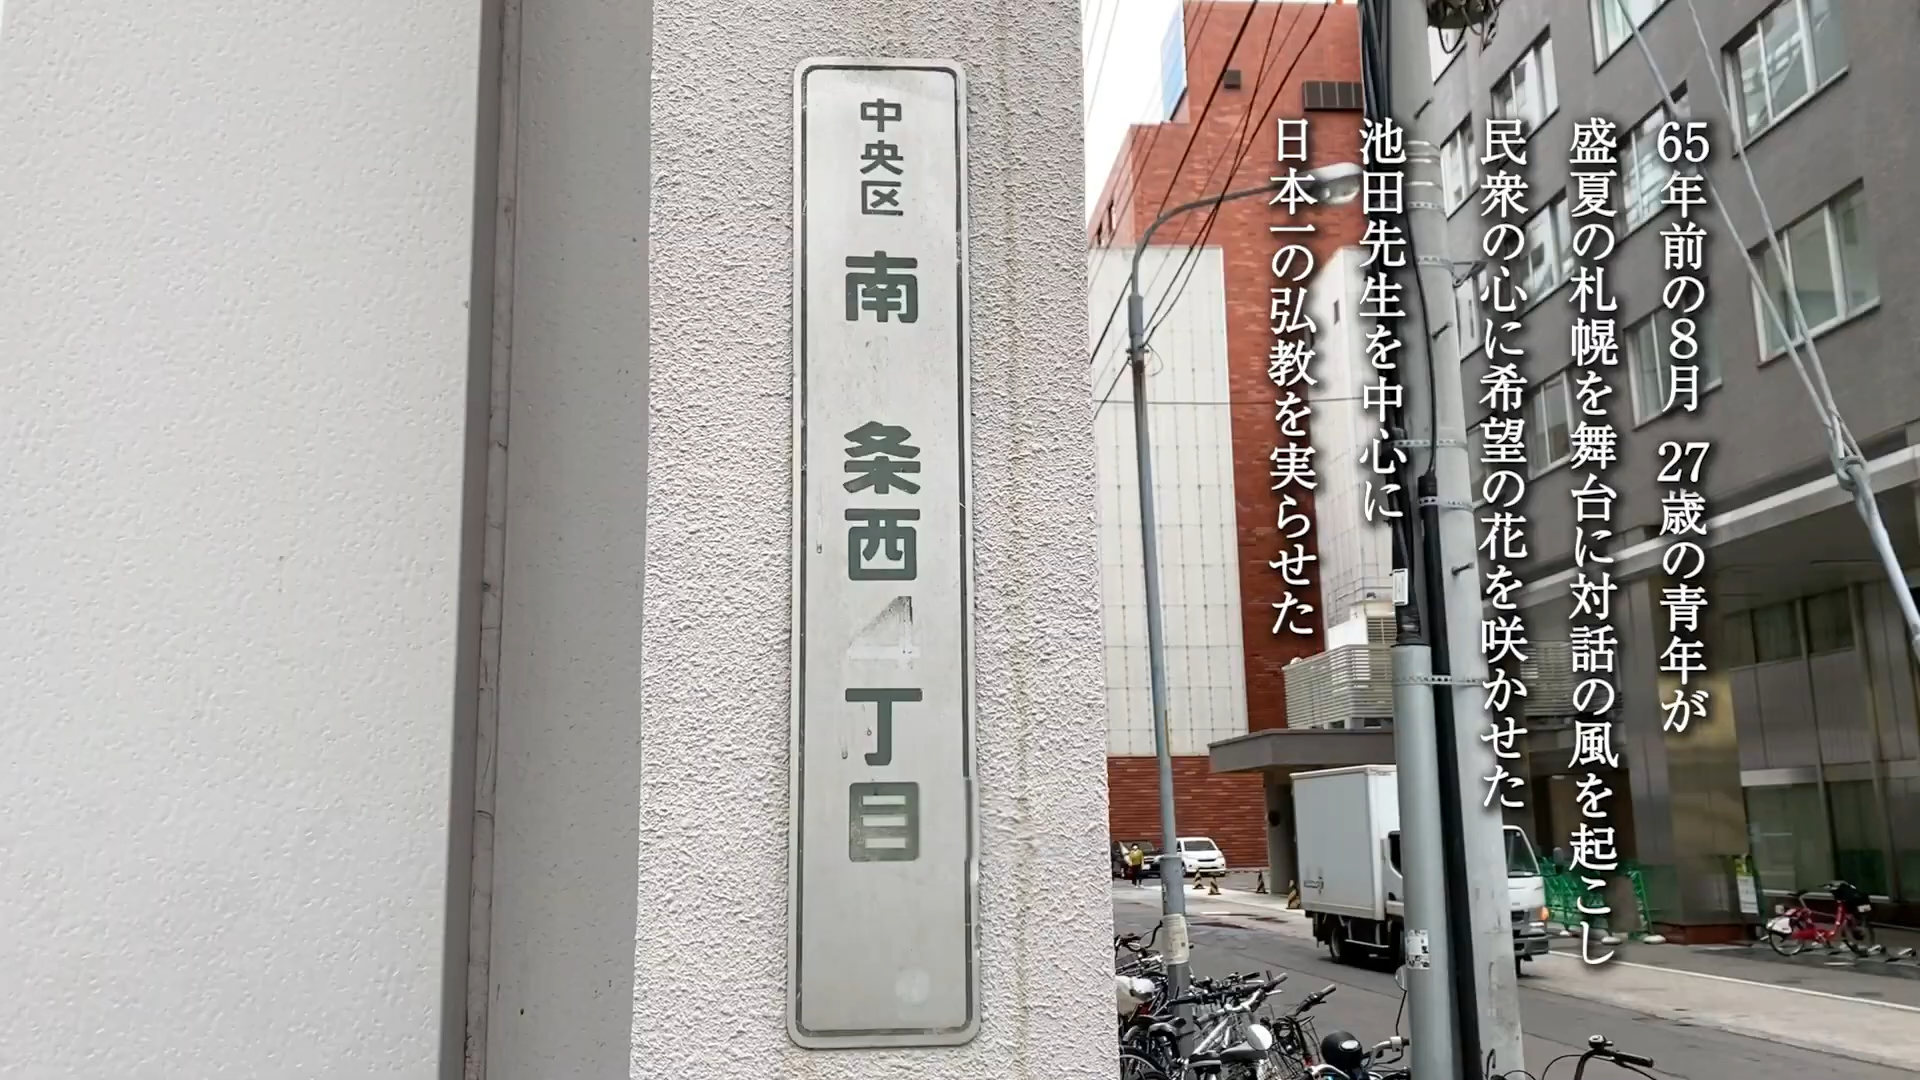 中央区 南 条西4丁目
65年前の8月 27歳の青年が
盛夏の札幌を舞台に対話の風を起こし
民衆の心に希望の花を咲かせた
池田先生を中心に
日本一の弘教を実らせた